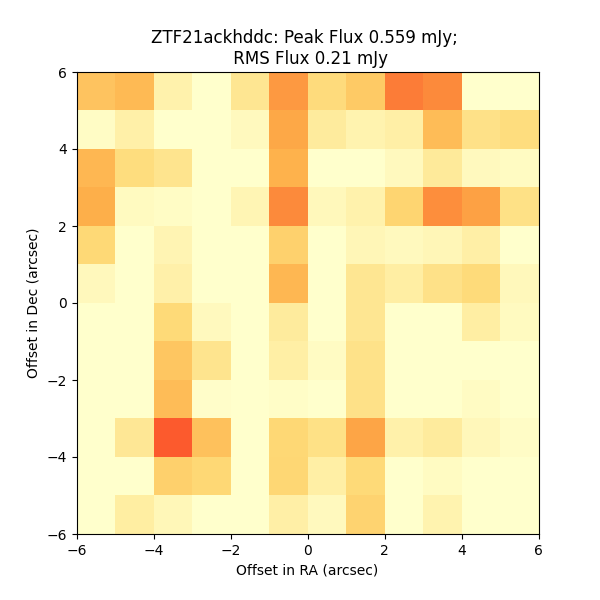 ZTF21ackhddc: Peak Flux 0.559 mJy;
RMS Flux 0.21 mJy
6
4
2
0
−2
−4
−6
Offset in Dec (arcsec)
−6 −4 −2 0 2 4 6
Offset in RA (arcsec)